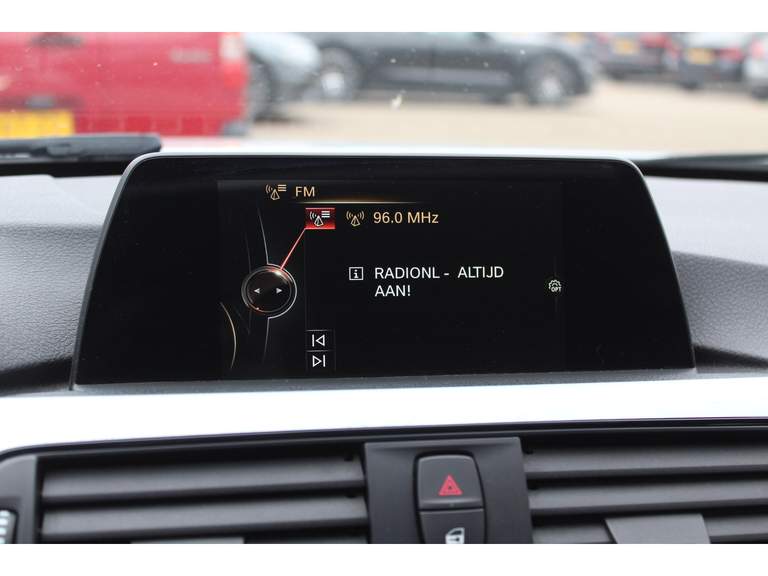 FM
96.0 MHz
RADIONL - ALTIJD
AAN!
OPT